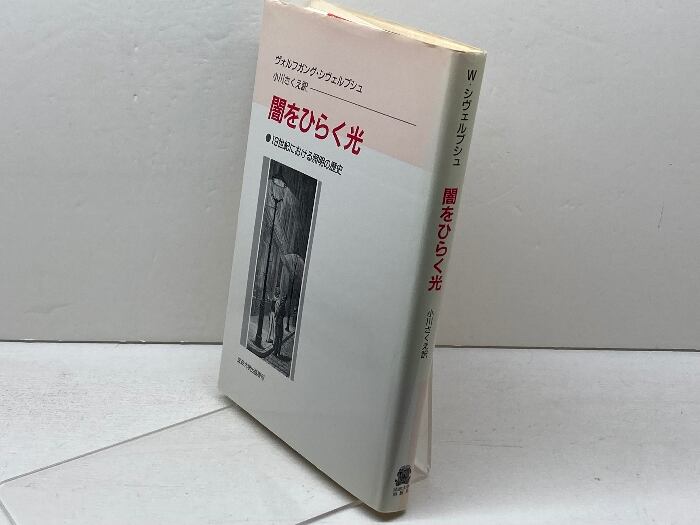 ヴォルフガング・シヴェルブシュ
小川さくえ訳
闇をひらく光
●19世紀における照明の歴史
法政大学出版局刊
W・シヴェルブシュ
闇をひらく光
小川さくえ訳